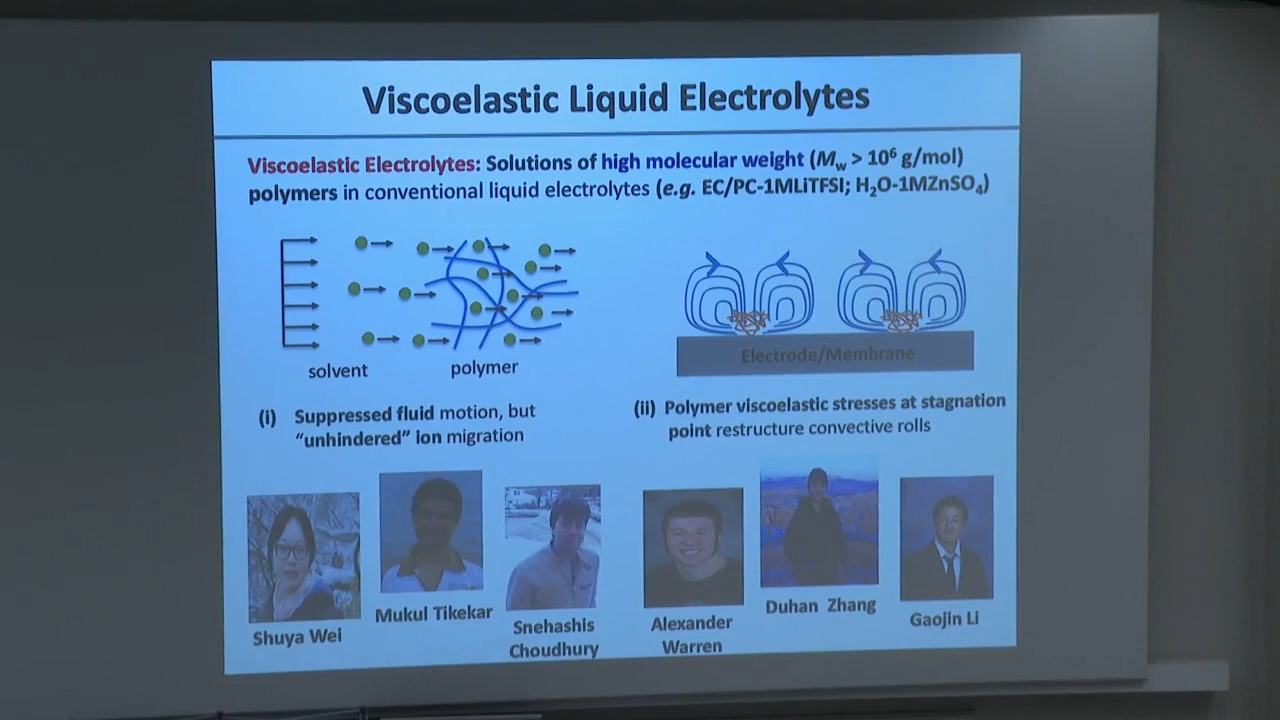 Viscoelastic Liquid Electrolytes
Viscoelastic Electrolytes: Solutions of high molecular weight (Mw > 10⁶ g/mol)
polymers in conventional liquid electrolytes (e.g. EC/PC-1MLiTFSI; H₂O-1MZnSO₄)
solvent
polymer
Electrode/Membrane
(i) Suppressed fluid motion, but
“unhindered” ion migration
(ii) Polymer viscoelastic stresses at stagnation
point restructure convective rolls
Shuya Wei
Mukul Tikekar
Snehashis
Choudhury
Alexander
Warren
Duhan Zhang
Gaojin Li